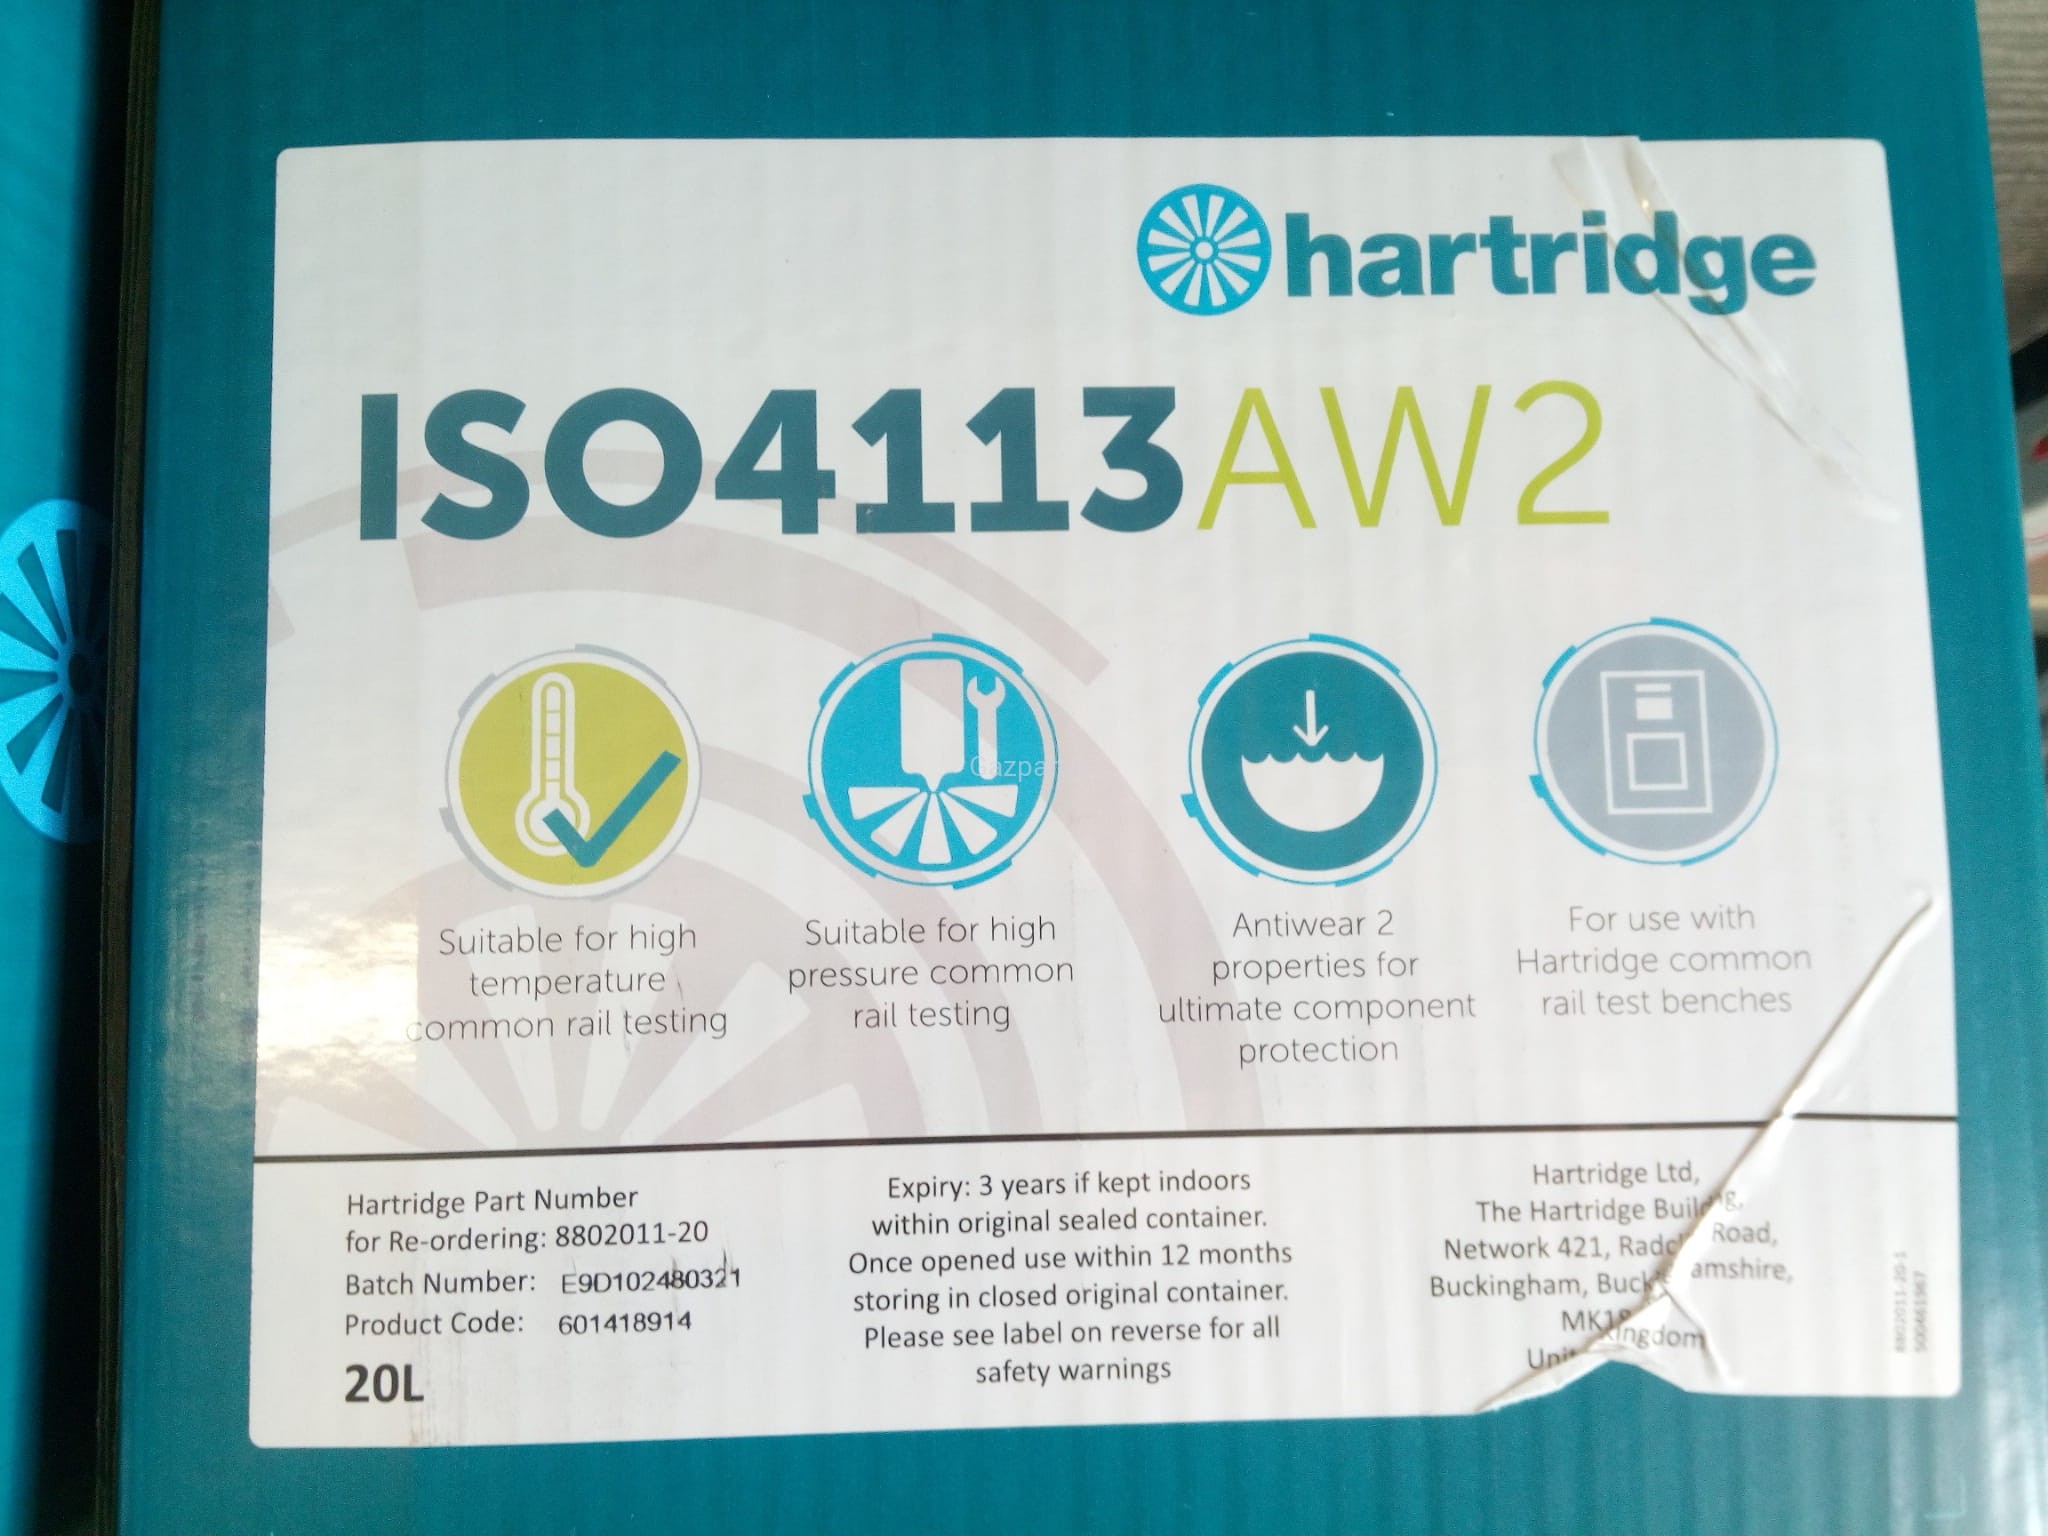 hartridge
ISO4113AW2
Suitable for high
temperature
common rail testing
Suitable for high
pressure common
rail testing
Antiwear 2
properties for
ultimate component
protection
For use with
Hartridge common
rail test benches
Hartridge Part Number
for Re-ordering: 8802011-20
Batch Number: E9D102480321
Product Code: 601418914
20L
Expiry: 3 years if kept indoors
within original sealed container.
Once opened use within 12 months
storing in closed original container.
Please see label on reverse for all
safety warnings
Hartridge Ltd,
The Hartridge
Network 421, Road,
Buckingham,
8802011-20-1